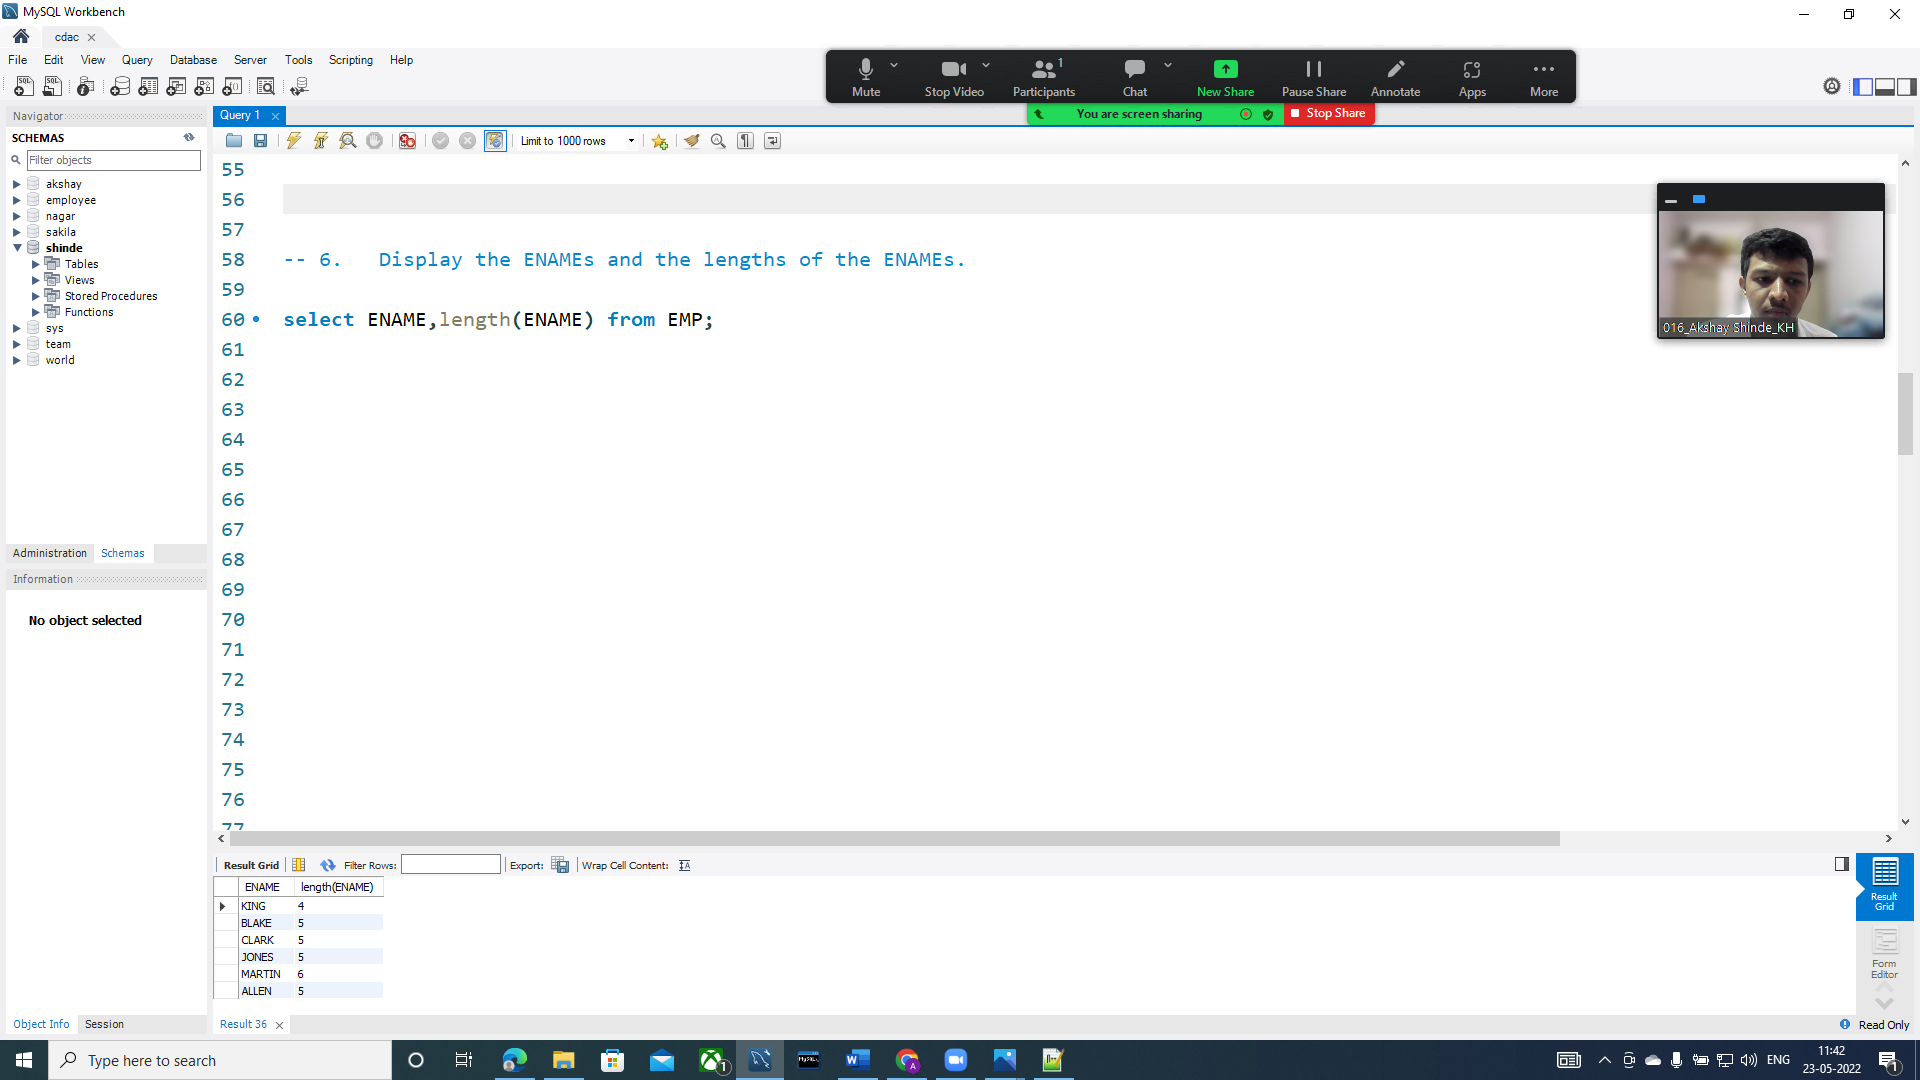 MySQL Workbench
cdac
File Edit View Query Database Server Tools Scripting Help
Mute Stop Video Participants 1 Chat New Share Pause Share Annotate Apps More
You are screen sharing Stop Share
Navigator
Query 1
SCHEMAS
Limit to 1000 rows
Filter objects
akshay
employee
nagar
sakila
shinde
Tables
Views
Stored Procedures
Functions
sys
team
world
Administration Schemas
Information
No object selected
Object Info Session
55
56
57
58 -- 6. Display the ENAMEs and the lengths of the ENAMEs.
59
60 select ENAME,length(ENAME) from EMP;
61
62
63
64
65
66
67
68
69
70
71
72
73
74
75
76
77
016_Akshay Shinde_KH
Result Grid Filter Rows: Export: Wrap Cell Content:
ENAME length(ENAME)
KING 4
BLAKE 5
CLARK 5
JONES 5
MARTIN 6
ALLEN 5
Result Grid
Form Editor
Result 36
Read Only
Type here to search
ENG
11:42
23-05-2022